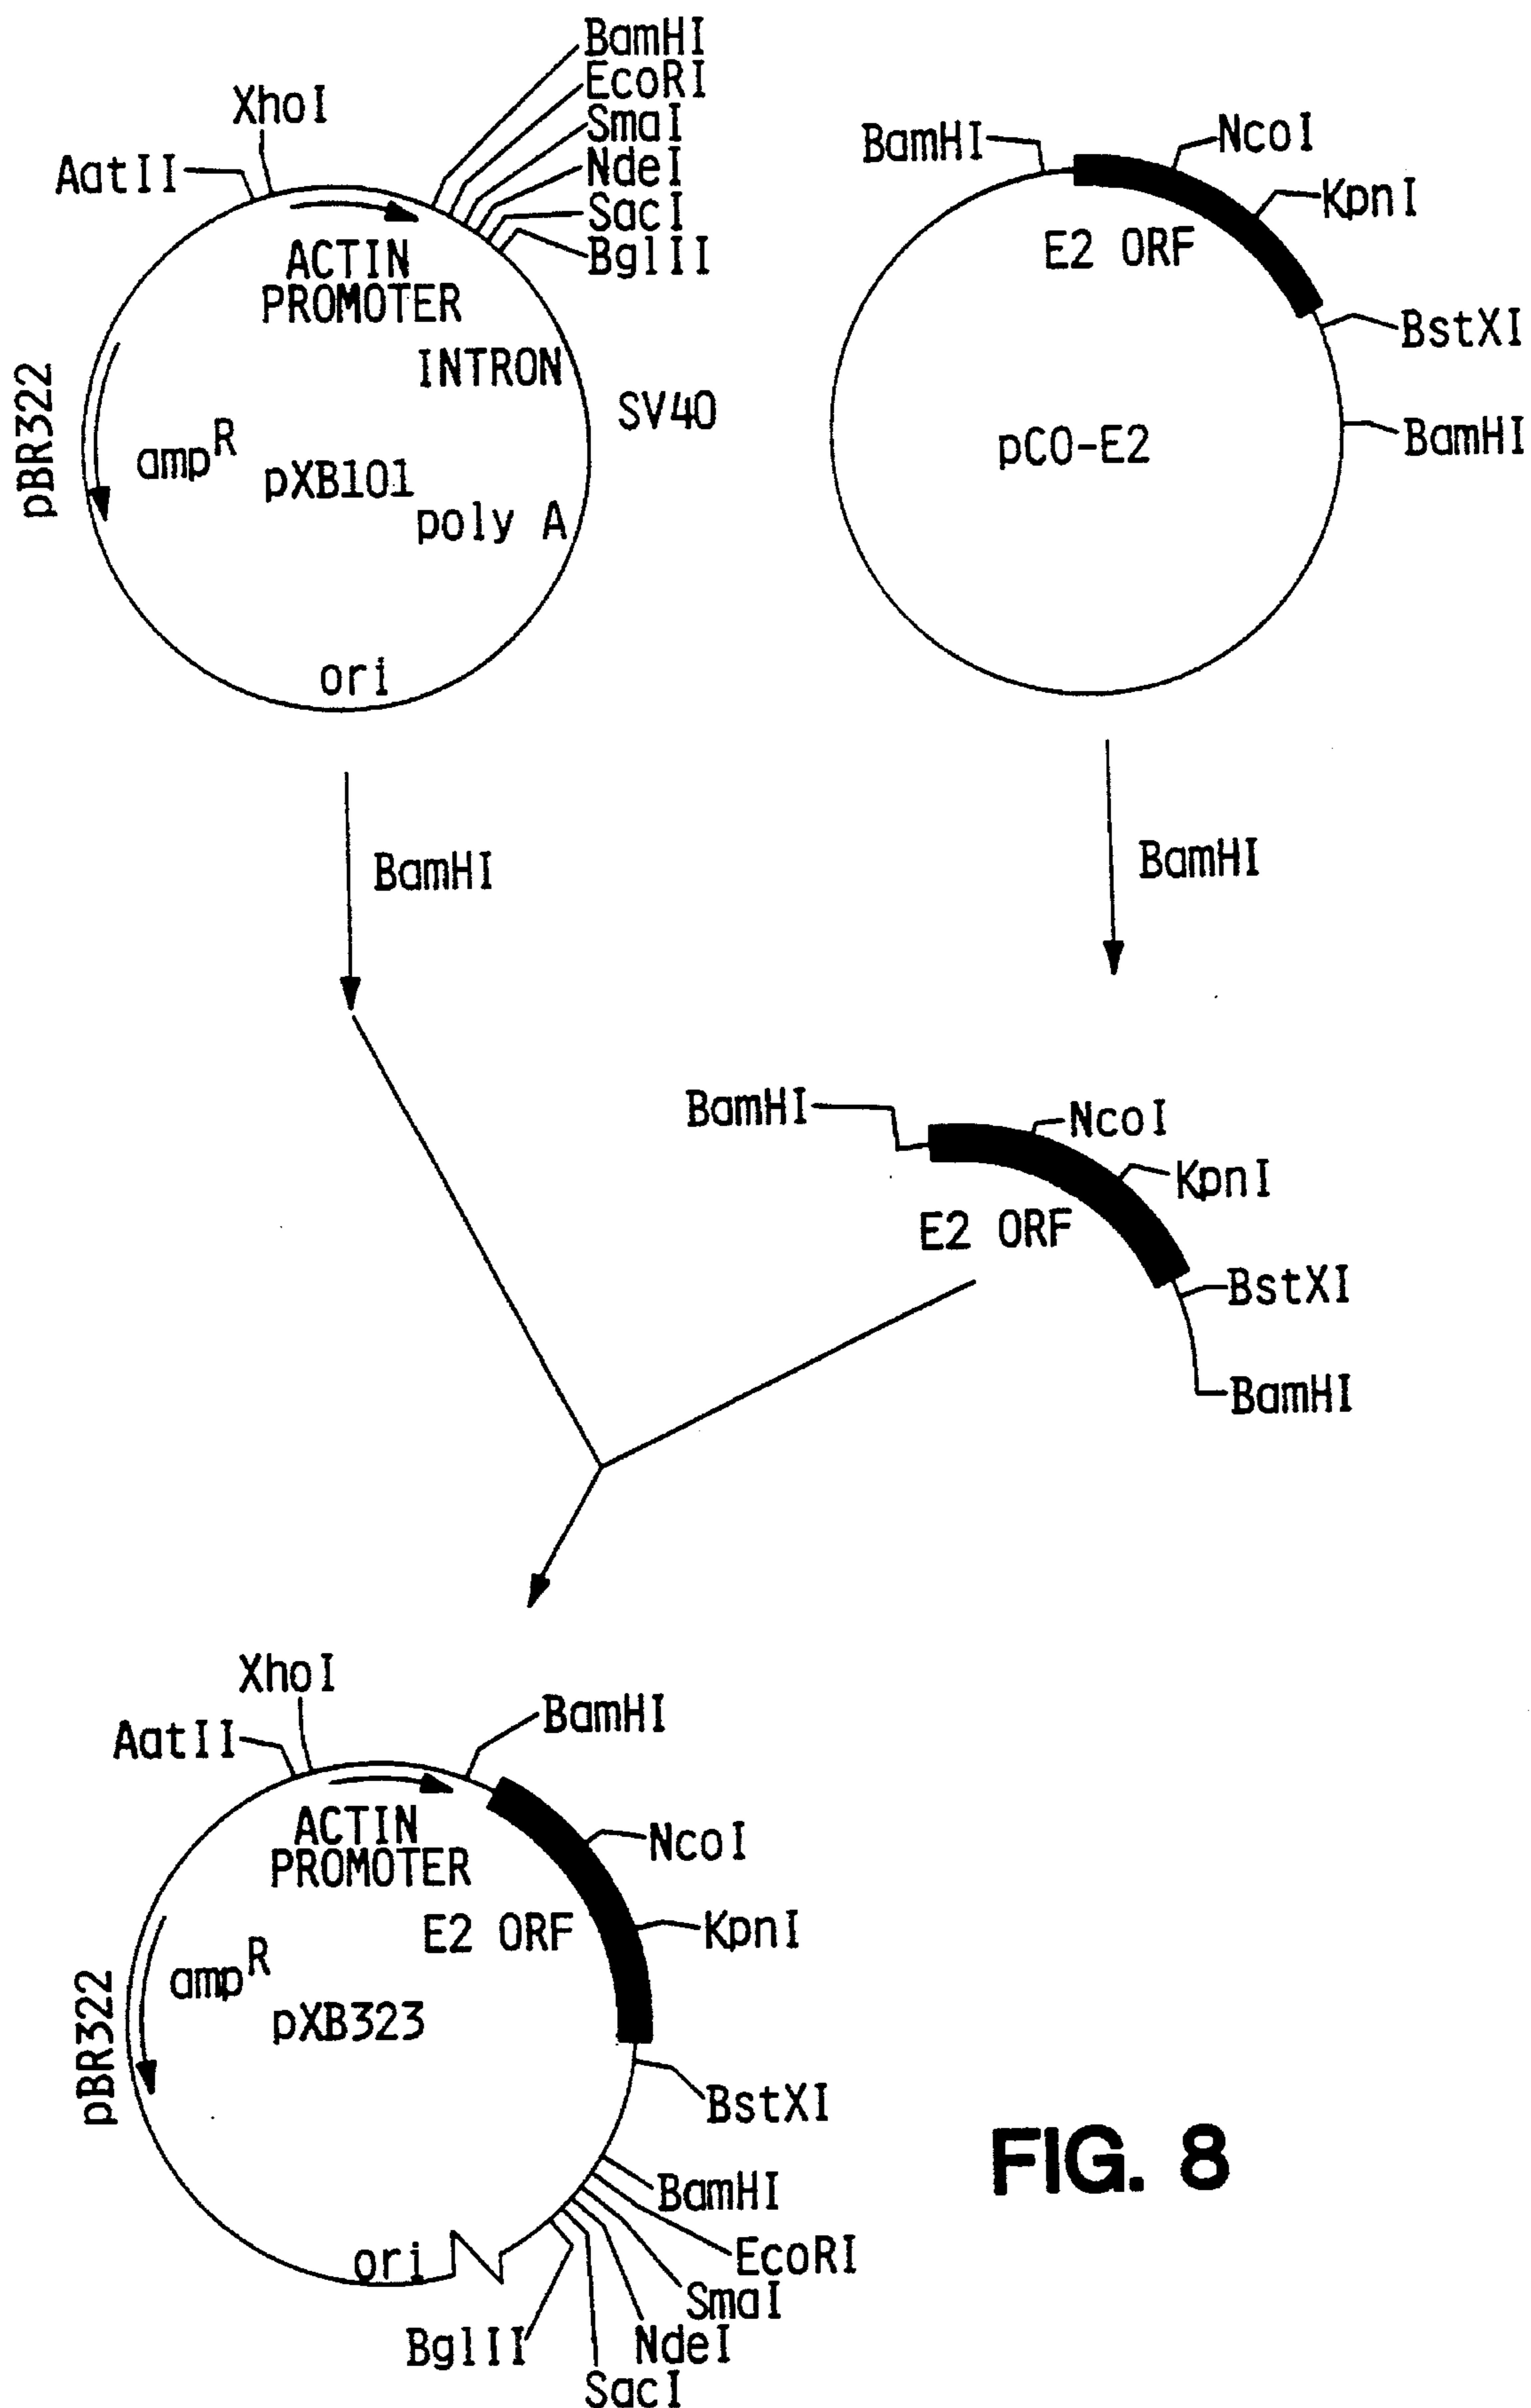 BamHI
EcoRI
SmaI
NdeI
SacI
BglII
XhoI
AatII
ACTIN
PROMOTER
INTRON
SV40
pBR322
amp^R
pXB101
poly A
ori
BamHI
NcoI
KpnI
E2 ORF
BstXI
pCO-E2
BamHI
BamHI
BamHI
BamHI
NcoI
KpnI
E2 ORF
BstXI
BamHI
XhoI
AatII
BamHI
ACTIN
PROMOTER
NcoI
E2 ORF
KpnI
pBR322
amp^R
pXB323
BstXI
BamHI
EcoRI
SmaI
NdeI
SacI
BglII
ori
FIG. 8